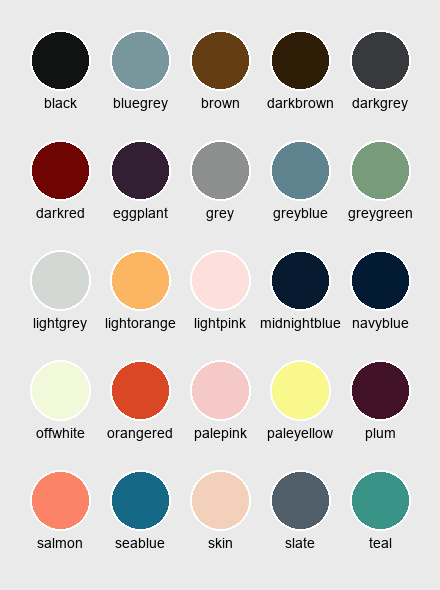 black bluegrey brown darkbrown darkgrey
darkred eggplant grey greyblue greygreen
lightgrey lightorange lightpink midnightblue navyblue
offwhite orangered palepink paleyellow plum
salmon seablue skin slate teal